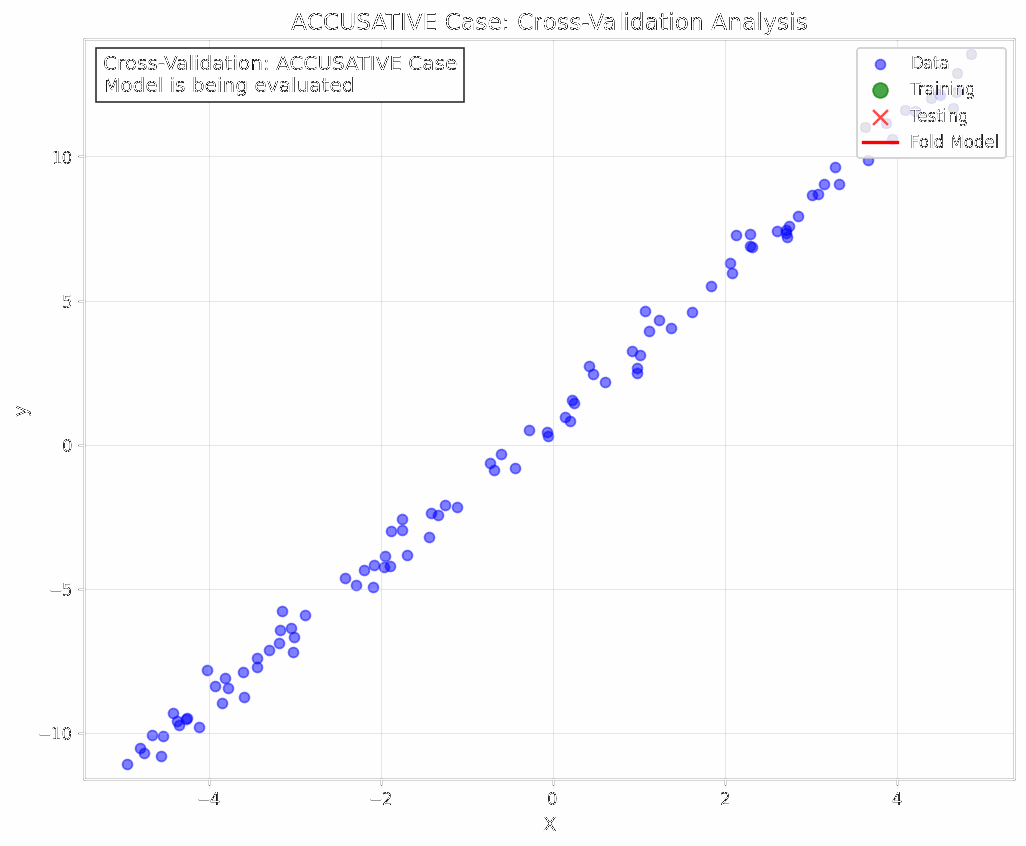 ACCUSATIVE Case: Cross-Validation Analysis
Cross-Validation: ACCUSATIVE Case
Model is being evaluated
Data
Training
Testing
Fold Model
10
5
0
−5
−10
y
−4
−2
0
2
4
X